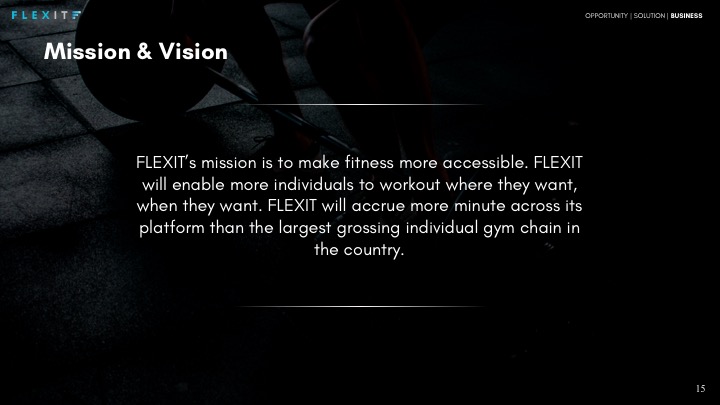 FLEXIT
OPPORTUNITY | SOLUTION | BUSINESS
Mission & Vision
FLEXIT's mission is to make fitness more accessible. FLEXIT
will enable more individuals to workout where they want,
when they want. FLEXIT will accrue more minute across its
platform than the largest grossing individual gym chain in
the country.
15